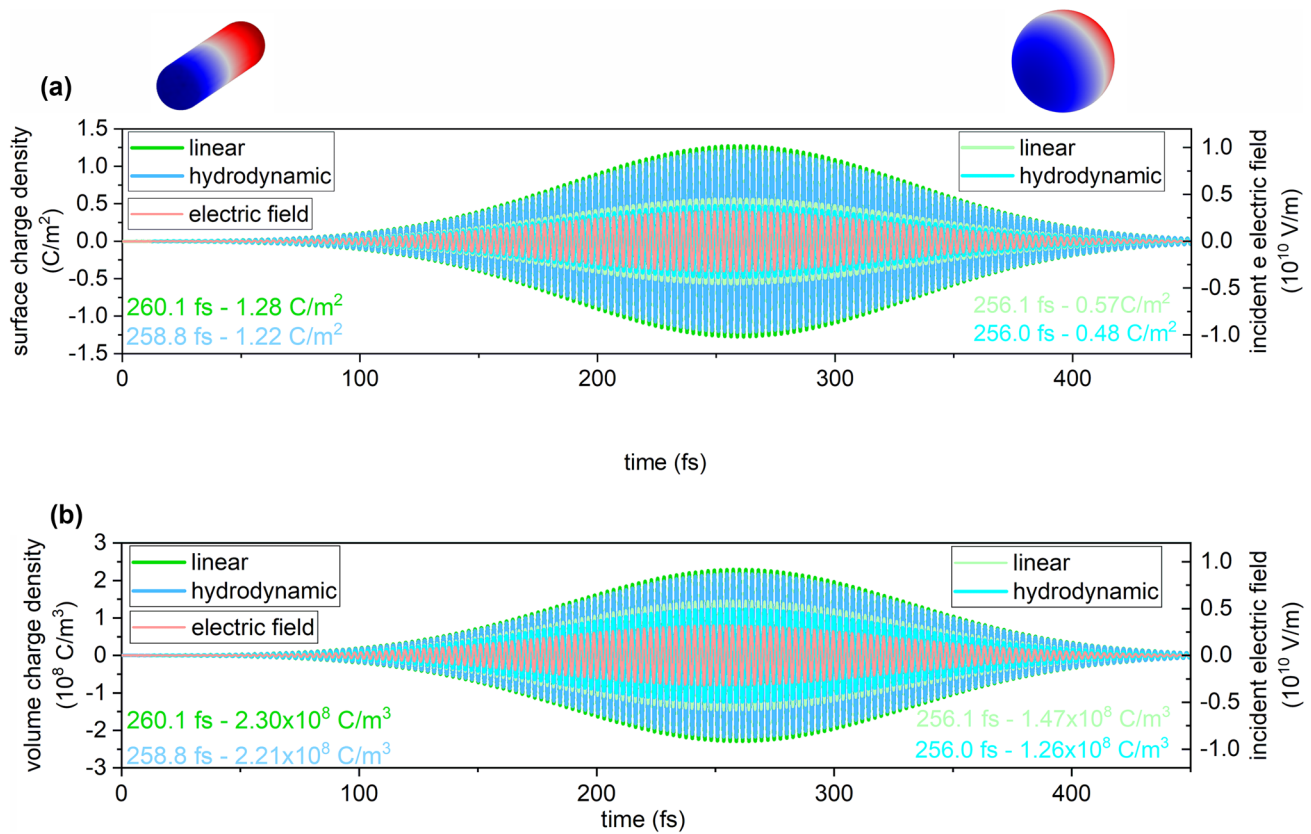 (a)
surface charge density
(C/m²)
1.5
1.0
0.5
0.0
-0.5
-1.0
-1.5
linear
hydrodynamic
electric field
260.1 fs - 1.28 C/m²
258.8 fs - 1.22 C/m²
linear
hydrodynamic
256.1 fs - 0.57C/m²
256.0 fs - 0.48 C/m²
1.0
0.5
0.0
-0.5
-1.0
incident e electric field
(10¹⁰ V/m)
0
100
200
300
400
time (fs)
(b)
volume charge density
(10⁸ C/m³)
3
2
1
0
-1
-2
-3
linear
hydrodynamic
electric field
260.1 fs - 2.30x10⁸ C/m³
258.8 fs - 2.21x10⁸ C/m³
linear
hydrodynamic
256.1 fs - 1.47x10⁸ C/m³
256.0 fs - 1.26x10⁸ C/m³
1.0
0.5
0.0
-0.5
-1.0
incident electric field
(10¹⁰ V/m)
0
100
200
300
400
time (fs)